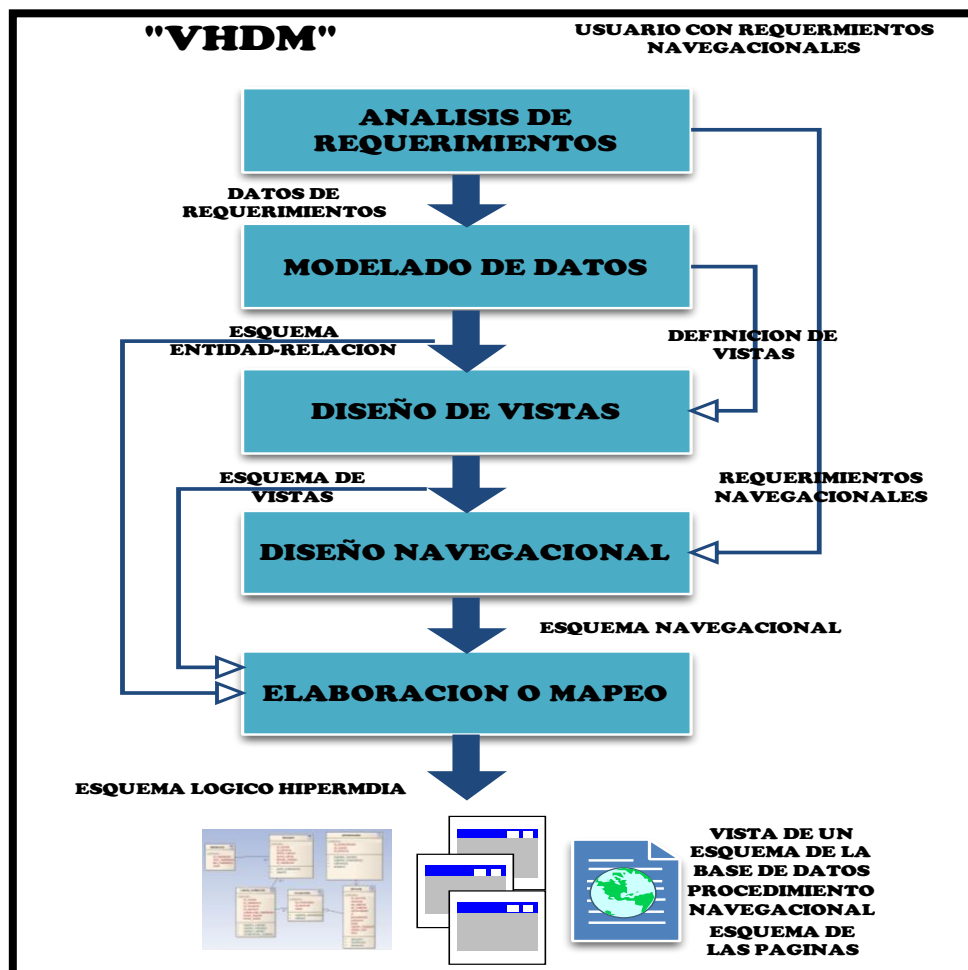 "VHDM"
USUARIO CON REQUERMIENTOS
NAVEGACIONALES
ANALISIS DE
REQUERIMIENTOS
DATOS DE
REQUERIMIENTOS
MODELADO DE DATOS
ESQUEMA
ENTIDAD-RELACION
DEFINICION DE
VISTAS
DISEÑO DE VISTAS
ESQUEMA DE
VISTAS
REQUERIMIENTOS
NAVEGACIONALES
DISEÑO NAVEGACIONAL
ESQUEMA NAVEGACIONAL
ELABORACION O MAPEO
ESQUEMA LOGICO HIPERMDIA
VISTA DE UN
ESQUEMA DE LA
BASE DE DATOS
PROCEDIMIENTO
NAVEGACIONAL
ESQUEMA DE
LAS PAGINAS